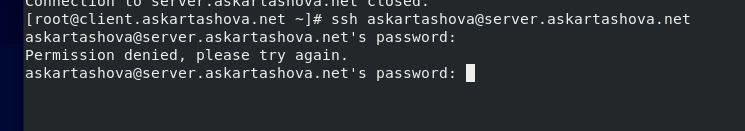 Connection to server.askartashova.net closed.
[root@client.askartashova.net ~]# ssh askartashova@server.askartashova.net
askartashova@server.askartashova.net's password:
Permission denied, please try again.
askartashova@server.askartashova.net's password: